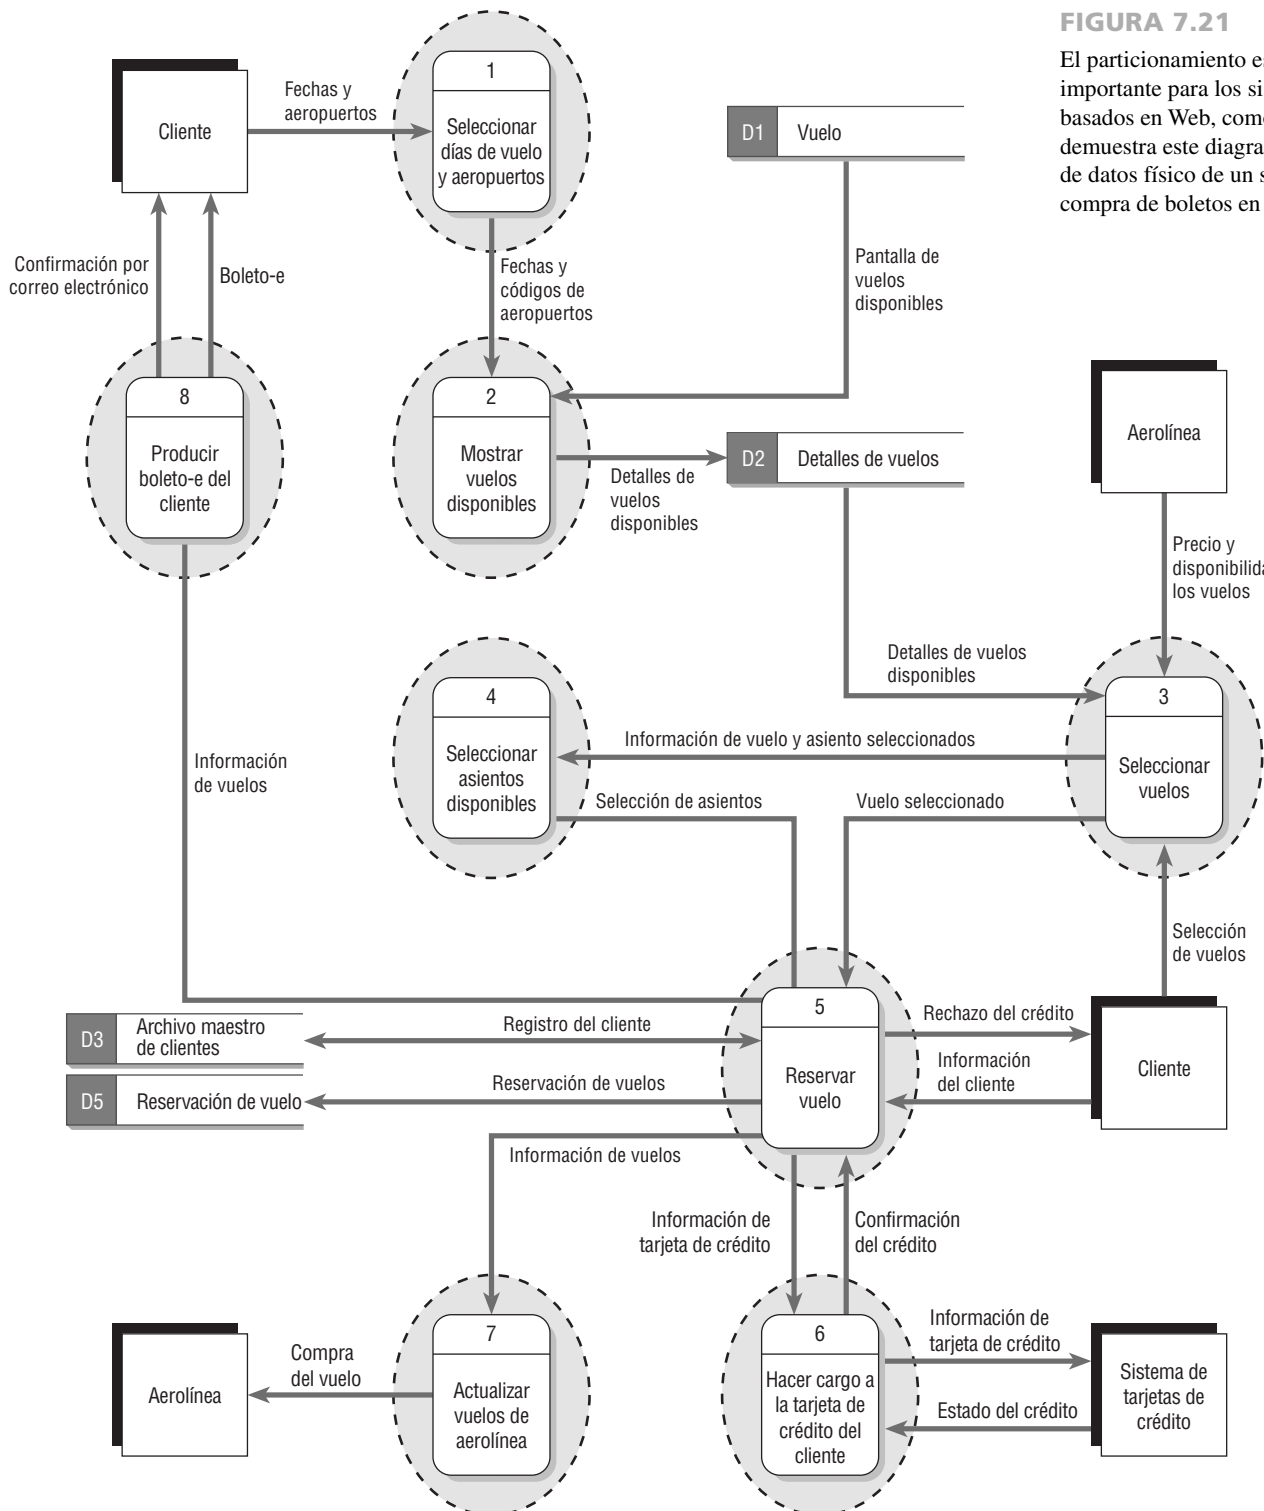 FIGURA 7.21
El particionamiento
importante para los
basados en Web,
demuestra este
de datos físico de un
compra de boletos en
Cliente
Fechas y
aeropuertos
1
Seleccionar
días de vuelo
y aeropuertos
D1 Vuelo
Confirmación por
correo electrónico
Boleto-e
Fechas y
códigos de
aeropuertos
Pantalla de
vuelos
disponibles
8
Producir
boleto-e del
cliente
2
Mostrar
vuelos
disponibles
Detalles de
vuelos
disponibles
D2 Detalles de vuelos
Aerolínea
Precio y
los vuelos
Detalles de vuelos
disponibles
3
Seleccionar
vuelos
4
Seleccionar
asientos
disponibles
Información de vuelo y asiento seleccionados
Selección de asientos
Vuelo seleccionado
Información
de vuelos
Selección
de vuelos
5
Reservar
vuelo
Rechazo del crédito
Información
del cliente
Cliente
D3 Archivo maestro
de clientes
Registro del cliente
D5 Reservación de vuelo
Reservación de vuelos
Información de vuelos
Información de
tarjeta de crédito
Confirmación
del crédito
7
Actualizar
vuelos de
aerolínea
Compra
del vuelo
Aerolínea
6
Hacer cargo a
la tarjeta de
crédito del
cliente
Información de
tarjeta de crédito
Estado del crédito
Sistema de
tarjetas de
crédito